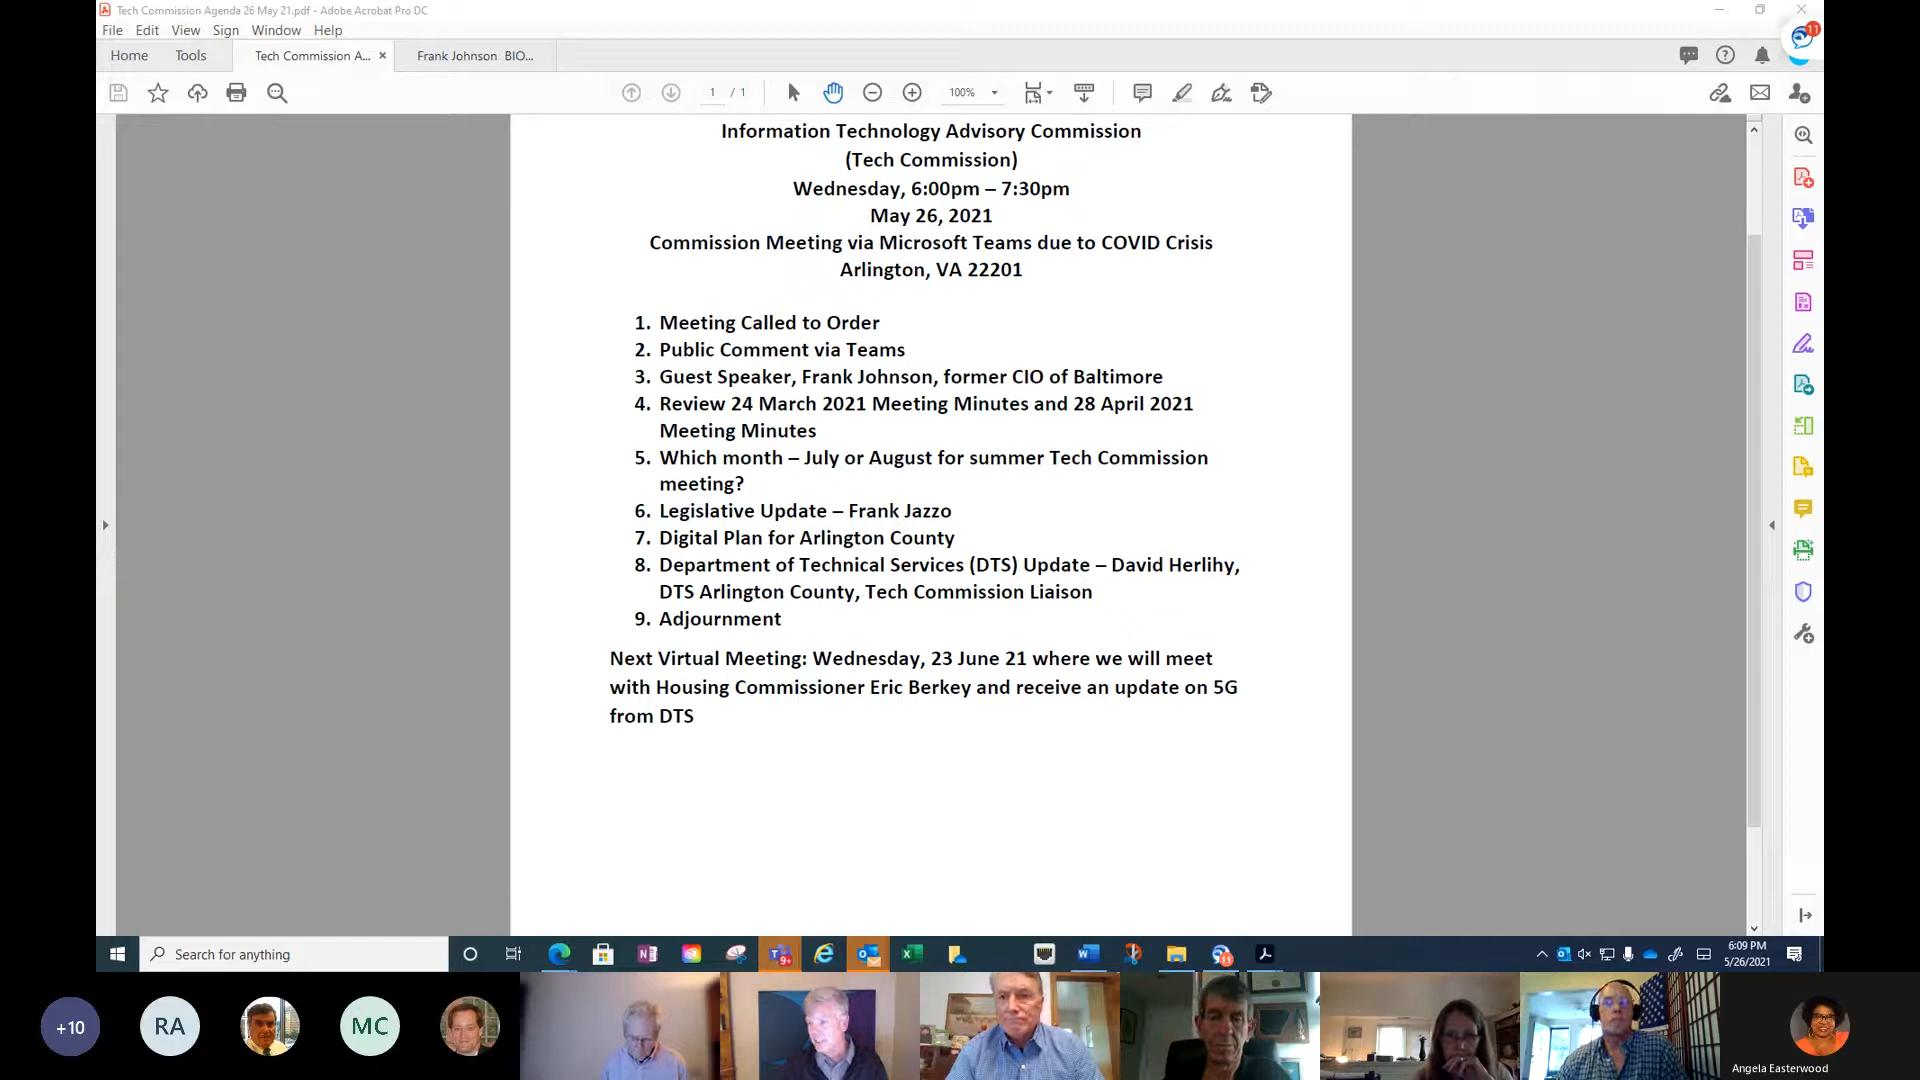 Tech Commission Agenda 26 May 21.pdf - Adobe Acrobat Pro DC
File Edit View Sign Window Help
Home Tools Tech Commission A... × Frank Johnson BIO...
11
1 / 1 100%
Information Technology Advisory Commission
(Tech Commission)
Wednesday, 6:00pm – 7:30pm
May 26, 2021
Commission Meeting via Microsoft Teams due to COVID Crisis
Arlington, VA 22201
1. Meeting Called to Order
2. Public Comment via Teams
3. Guest Speaker, Frank Johnson, former CIO of Baltimore
4. Review 24 March 2021 Meeting Minutes and 28 April 2021
Meeting Minutes
5. Which month – July or August for summer Tech Commission
meeting?
6. Legislative Update – Frank Jazzo
7. Digital Plan for Arlington County
8. Department of Technical Services (DTS) Update – David Herlihy,
DTS Arlington County, Tech Commission Liaison
9. Adjournment
Next Virtual Meeting: Wednesday, 23 June 21 where we will meet
with Housing Commissioner Eric Berkey and receive an update on 5G
from DTS
Search for anything
9+
11
6:09 PM
5/26/2021
+10 RA MC
Angela Easterwood